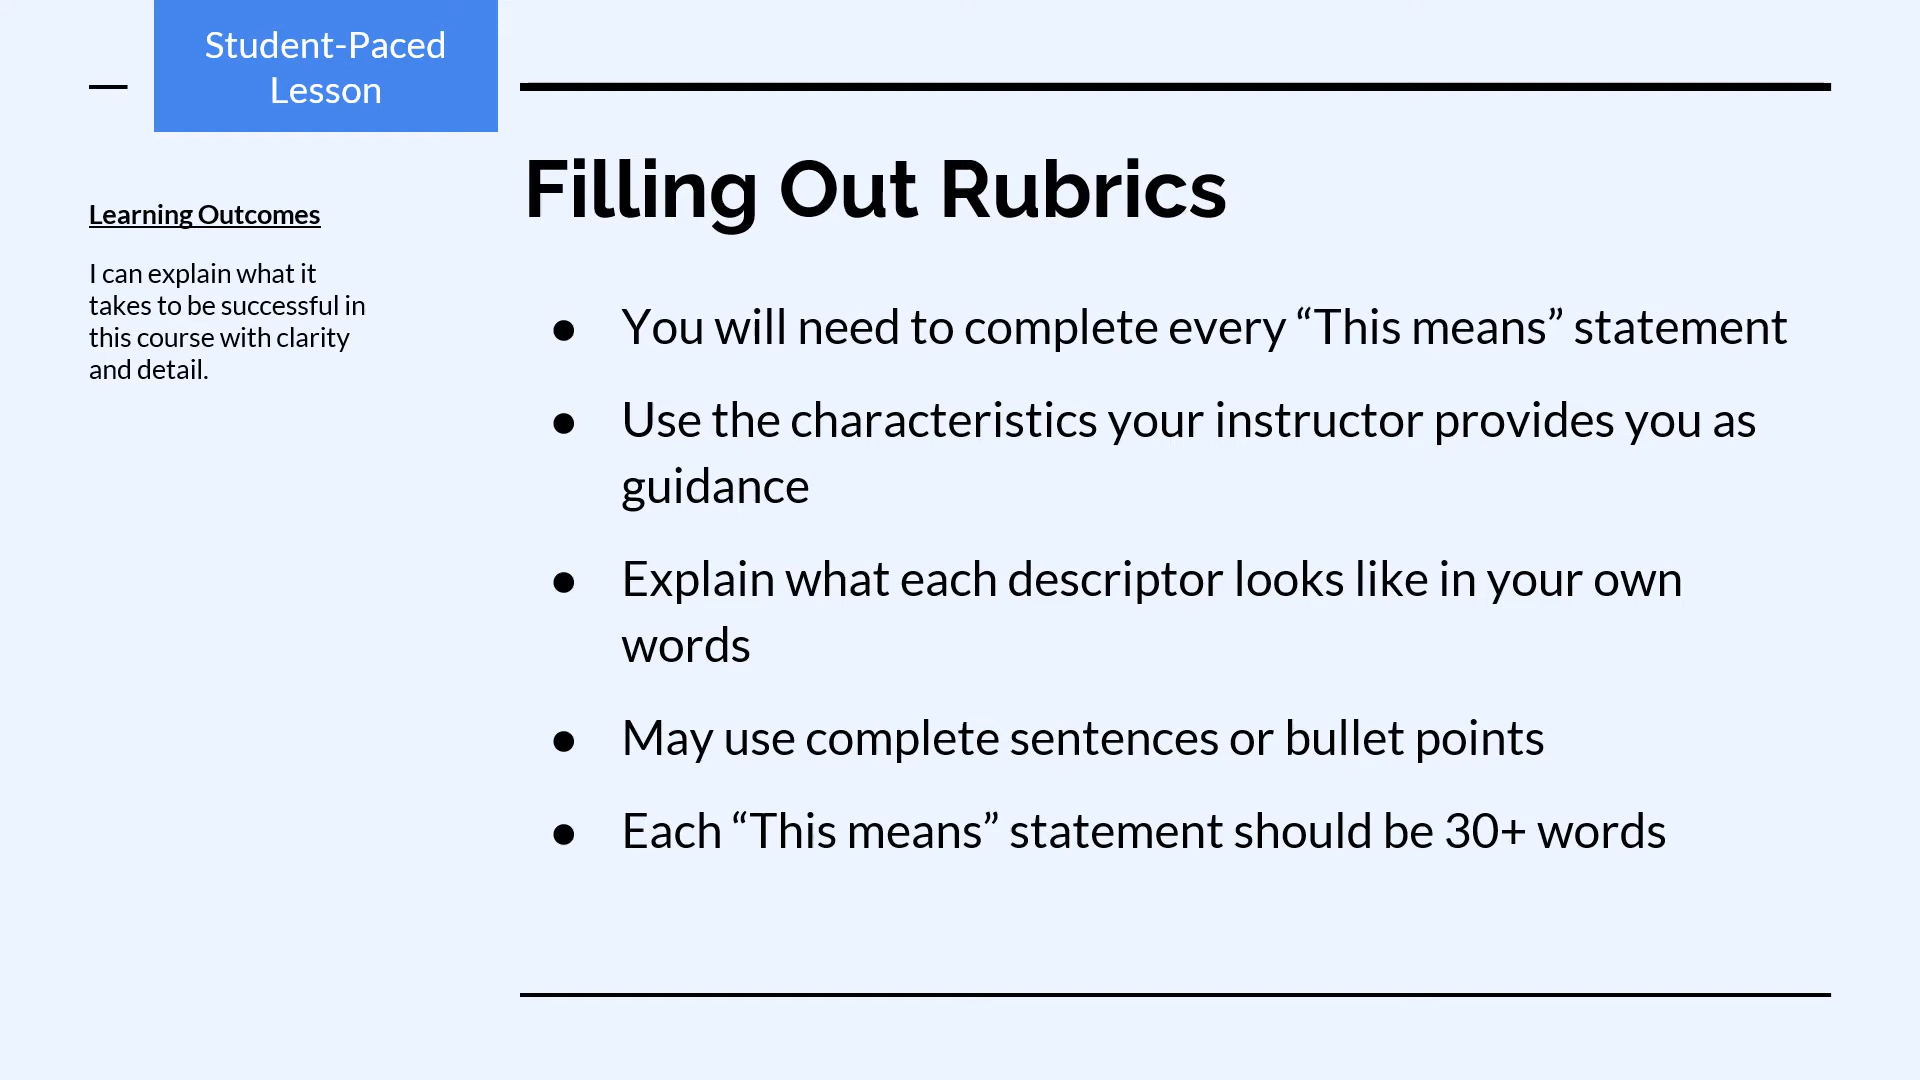 Student-Paced
Lesson
Learning Outcomes
I can explain what it
takes to be successful in
this course with clarity
and detail.
Filling Out Rubrics
● You will need to complete every “This means” statement
● Use the characteristics your instructor provides you as
guidance
● Explain what each descriptor looks like in your own
words
● May use complete sentences or bullet points
● Each “This means” statement should be 30+ words